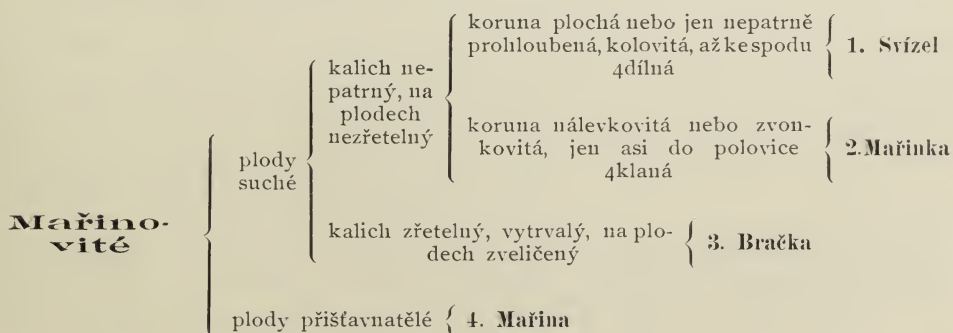 koruna plochá nebo jen nepatrně
prohloubená, kolovitá, až ke spodu
4dílná
1. Svízel
kalich ne-
patrný, na
plodech
nezřetelný
koruna nálevkovitá nebo zvon-
kovitá, jen asi do polovice
4klaná
2. Mařinka
plody
suché
Mařino-
vité
kalich zřetelný, vytrvalý, na plo-
dech zveličený
3. Bračka
plody přišťavnatělé
4. Mařina